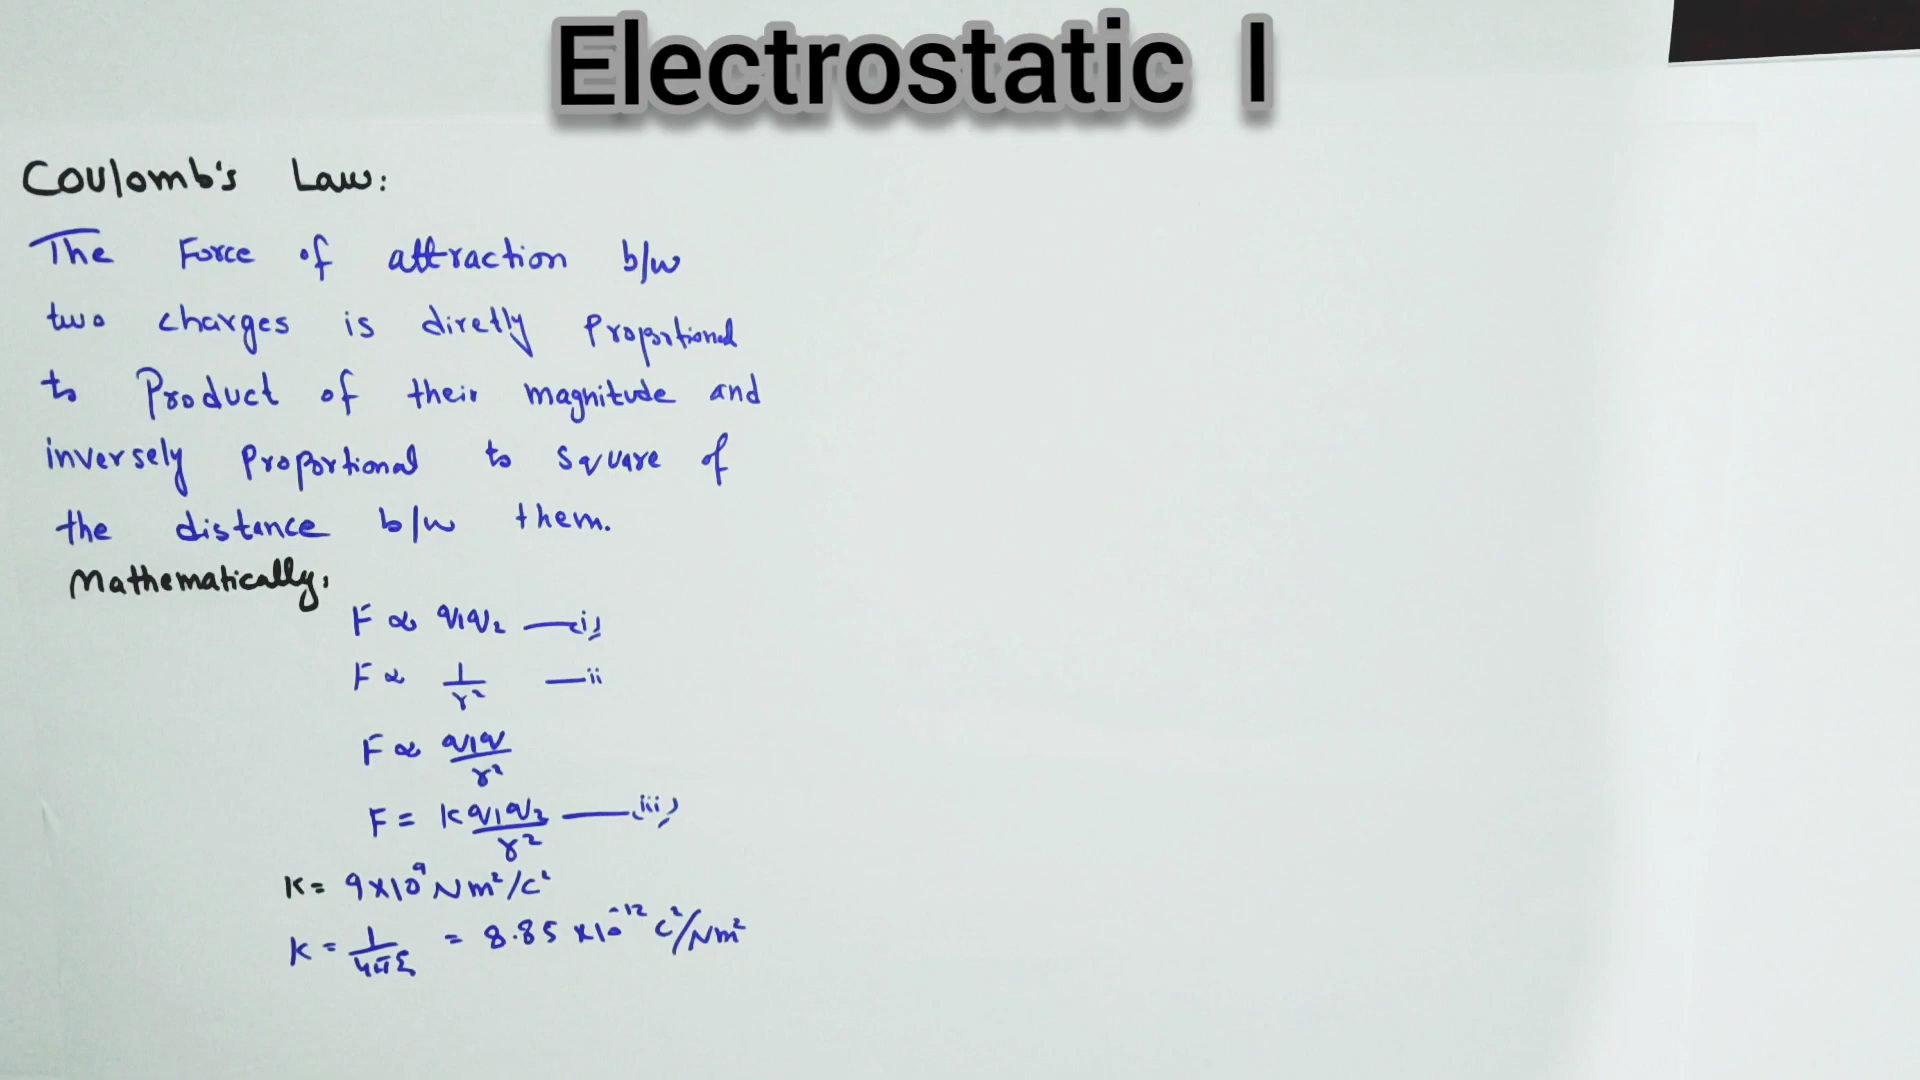 Electrostatic I
Coulomb's Law:
The Force of attraction b/w
two charges is diretly Proportional
to Product of their magnitude and
inversely Proportional to square of
the distance b/w them.
Mathematically,
F ∝ q₁q₂ —— i)
F ∝ 1/r² — ii
F ∝ q₁q/r²
F = k q₁q₂/r² —— iii)
K = 9×10⁹ Nm²/C²
K = 1/4πε = 8.85 ×10⁻¹² C²/Nm²